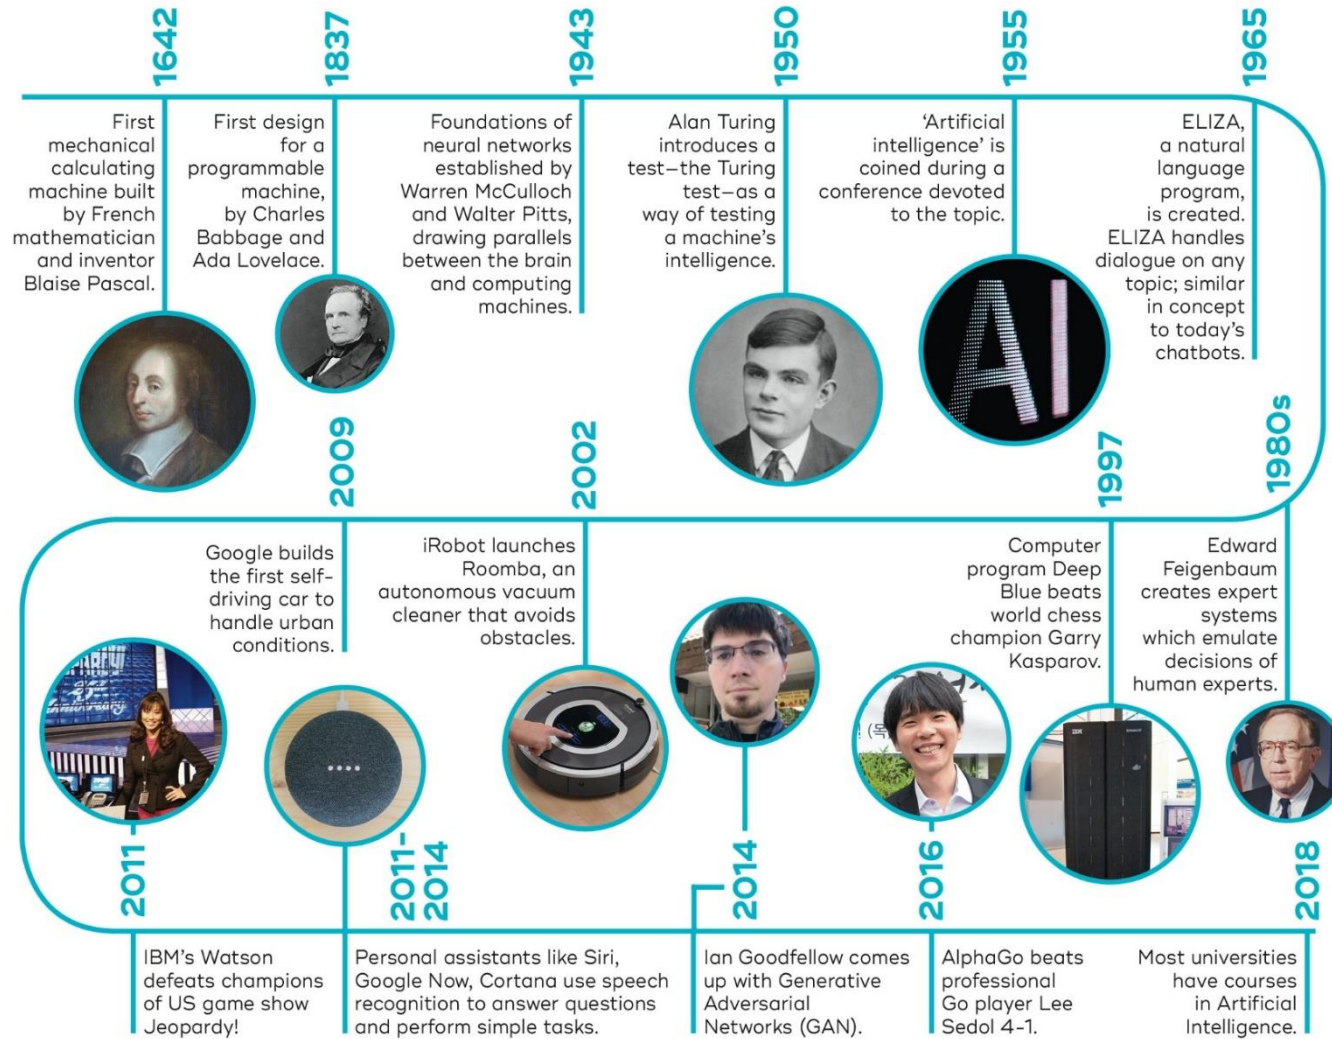 1642
First
mechanical
calculating
machine built
by French
mathematician
and inventor
Blaise Pascal.
1837
First design
for a
programmable
machine,
by Charles
Babbage and
Ada Lovelace.
1943
Foundations of
neural networks
established by
Warren McCulloch
and Walter Pitts,
drawing parallels
between the brain
and computing
machines.
1950
Alan Turing
introduces a
test—the Turing
test—as a
way of testing
a machine's
intelligence.
1955
'Artificial
intelligence' is
coined during a
conference devoted
to the topic.
AI
1965
ELIZA,
a natural
language
program,
is created.
ELIZA handles
dialogue on any
topic; similar
in concept
to today's
chatbots.
1980s
Edward
Feigenbaum
creates expert
systems
which emulate
decisions of
human experts.
1997
Computer
program Deep
Blue beats
world chess
champion Garry
Kasparov.
IBM
2002
iRobot launches
Roomba, an
autonomous vacuum
cleaner that avoids
obstacles.
2009
Google builds
the first self-
driving car to
handle urban
conditions.
2011
IBM's Watson
defeats champions
of US game show
Jeopardy!
2011-
2014
Personal assistants like Siri,
Google Now, Cortana use speech
recognition to answer questions
and perform simple tasks.
2014
Ian Goodfellow comes
up with Generative
Adversarial
Networks (GAN).
2016
AlphaGo beats
professional
Go player Lee
Sedol 4-1.
2018
Most universities
have courses
in Artificial
Intelligence.